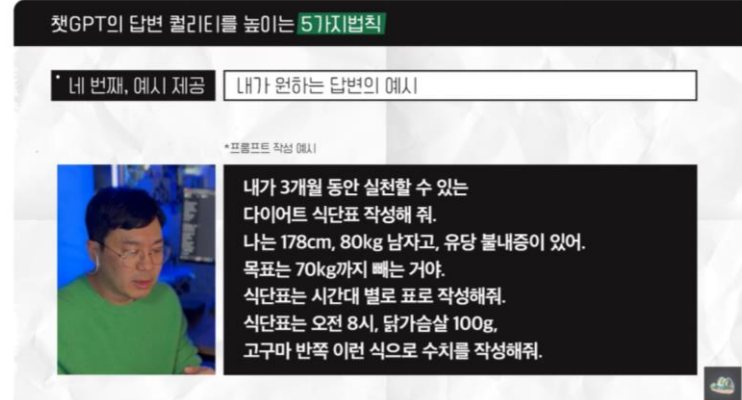 챗GPT의 답변 퀄리티를 높이는 5가지법칙
네 번째, 예시 제공
내가 원하는 답변의 예시
*프롬프트 작성 예시
내가 3개월 동안 실천할 수 있는
다이어트 식단표 작성해 줘.
나는 178cm, 80kg 남자고, 유당 불내증이 있어.
목표는 70kg까지 빼는 거야.
식단표는 시간대 별로 표로 작성해줘.
식단표는 오전 8시, 닭가슴살 100g,
고구마 반쪽 이런 식으로 수치를 작성해줘.